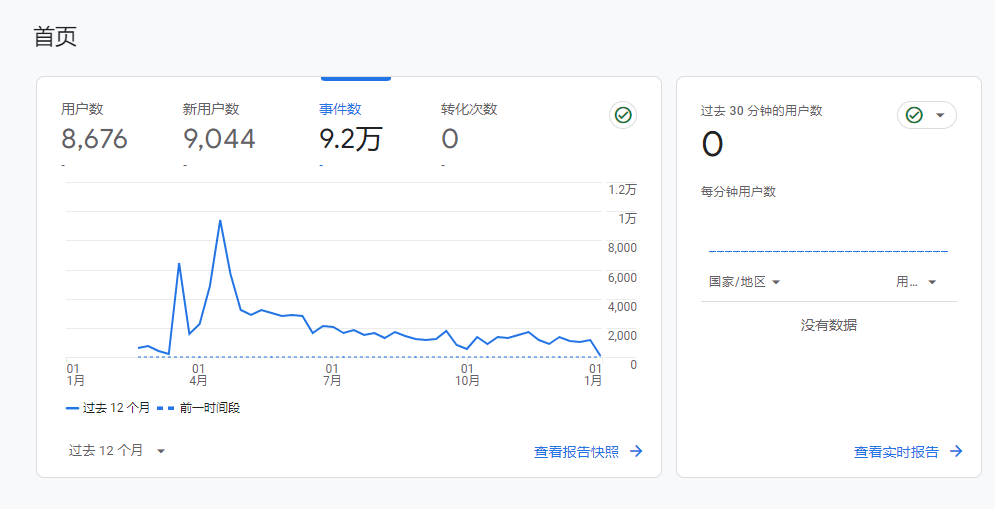 首页
用户数 新用户数 事件数 转化次数
8,676 9,044 9.2万 0
- - - -
1.2万
1万
8,000
6,000
4,000
2,000
0
01 01 01 01 01
1月 4月 7月 10月 1月
过去 12 个月 前一时间段
过去 12 个月 查看报告快照
过去 30 分钟的用户数
0
每分钟用户数
国家/地区 用...
没有数据
查看实时报告